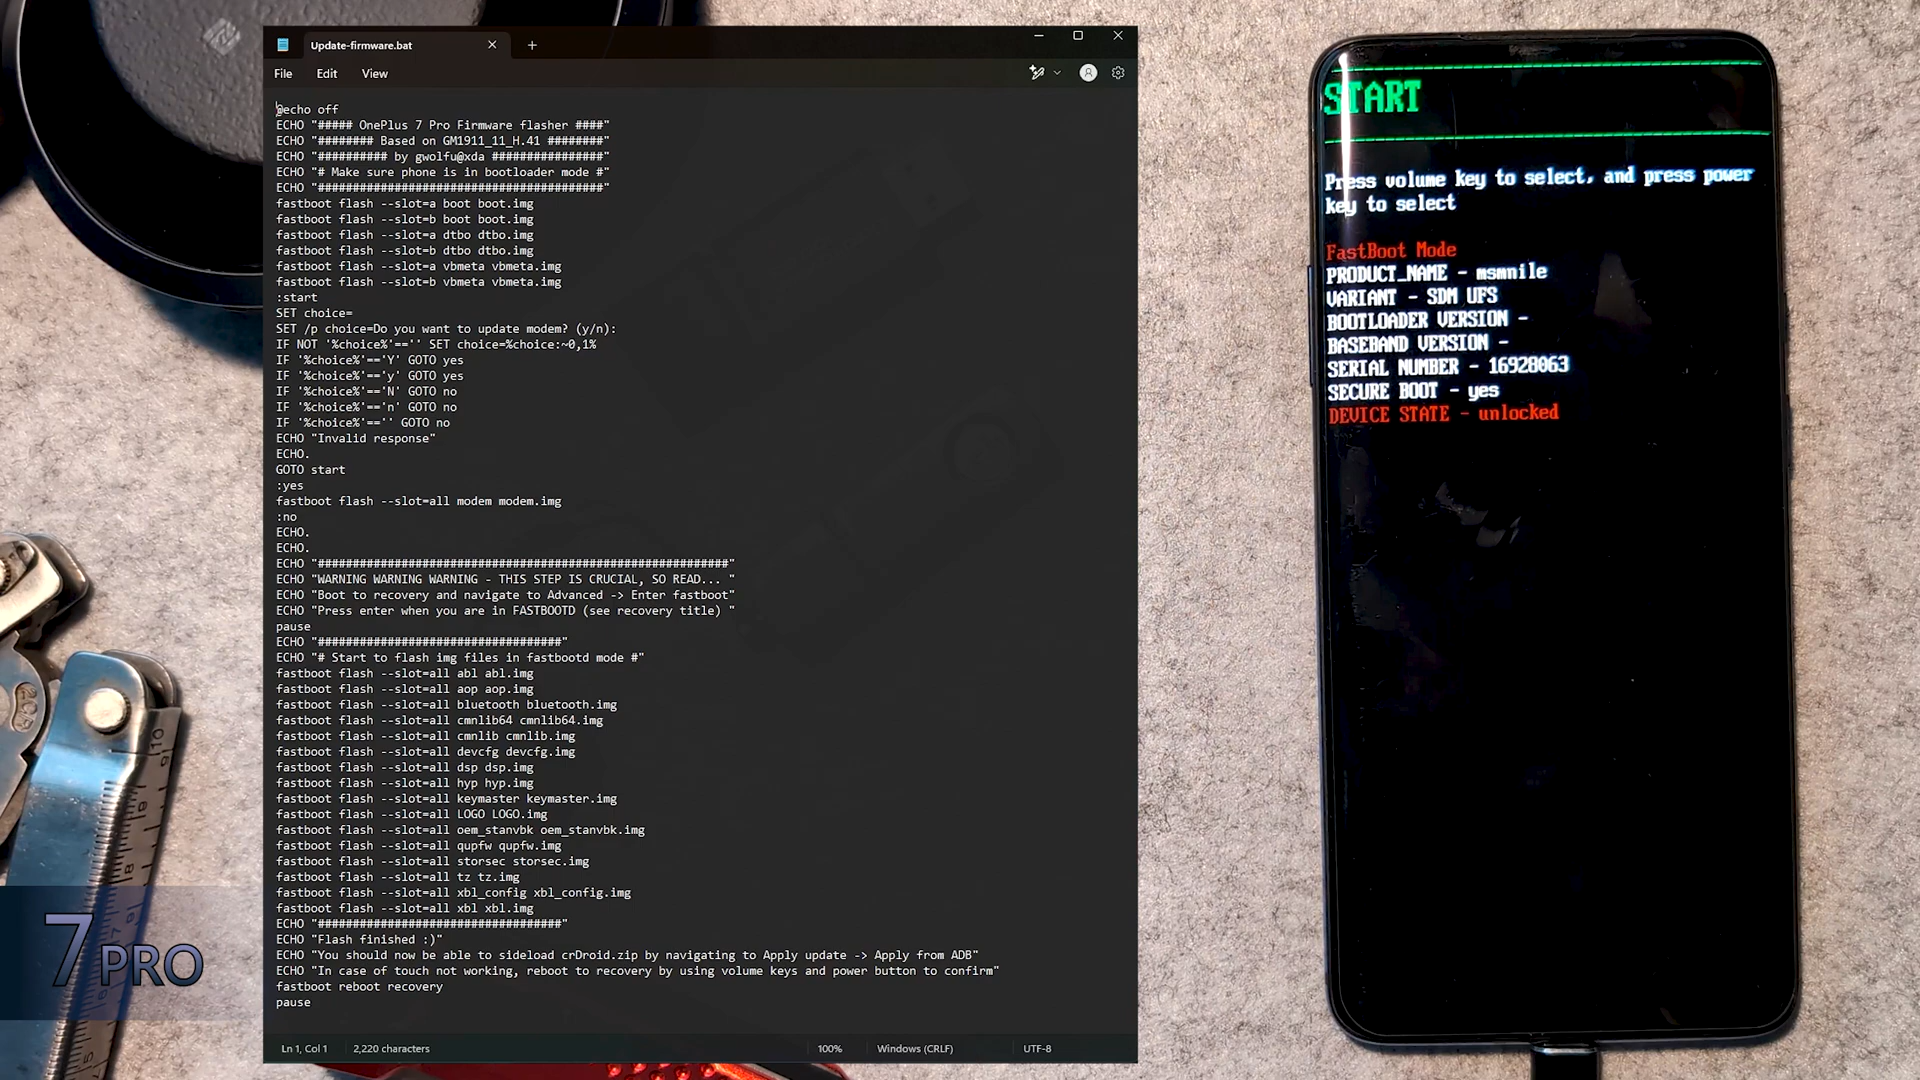 Update-firmware.bat
File Edit View
@echo off
ECHO "##### OnePlus 7 Pro Firmware flasher ####"
ECHO "######## Based on GM1911_11_H.41 ########"
ECHO "########## by gwolfu@xda ################"
ECHO "# Make sure phone is in bootloader mode #"
ECHO "#########################################"
fastboot flash --slot=a boot boot.img
fastboot flash --slot=b boot boot.img
fastboot flash --slot=a dtbo dtbo.img
fastboot flash --slot=b dtbo dtbo.img
fastboot flash --slot=a vbmeta vbmeta.img
fastboot flash --slot=b vbmeta vbmeta.img
:start
SET choice=
SET /p choice=Do you want to update modem? (y/n):
IF NOT '%choice%'=='' SET choice=%choice:~0,1%
IF '%choice%'=='Y' GOTO yes
IF '%choice%'=='y' GOTO yes
IF '%choice%'=='N' GOTO no
IF '%choice%'=='n' GOTO no
IF '%choice%'=='' GOTO no
ECHO "Invalid response"
ECHO.
GOTO start
:yes
fastboot flash --slot=all modem modem.img
:no
ECHO.
ECHO.
ECHO "###########################################################"
ECHO "WARNING WARNING WARNING - THIS STEP IS CRUCIAL, SO READ... "
ECHO "Boot to recovery and navigate to Advanced -> Enter fastboot"
ECHO "Press enter when you are in FASTBOOTD (see recovery title) "
pause
ECHO "###################################"
ECHO "# Start to flash img files in fastbootd mode #"
fastboot flash --slot=all abl abl.img
fastboot flash --slot=all aop aop.img
fastboot flash --slot=all bluetooth bluetooth.img
fastboot flash --slot=all cmnlib64 cmnlib64.img
fastboot flash --slot=all cmnlib cmnlib.img
fastboot flash --slot=all devcfg devcfg.img
fastboot flash --slot=all dsp dsp.img
fastboot flash --slot=all hyp hyp.img
fastboot flash --slot=all keymaster keymaster.img
fastboot flash --slot=all LOGO LOGO.img
fastboot flash --slot=all oem_stanvbk oem_stanvbk.img
fastboot flash --slot=all qupfw qupfw.img
fastboot flash --slot=all storsec storsec.img
fastboot flash --slot=all tz tz.img
fastboot flash --slot=all xbl_config xbl_config.img
fastboot flash --slot=all xbl xbl.img
ECHO "###################################"
ECHO "Flash finished :)"
ECHO "You should now be able to sideload crDroid.zip by navigating to Apply update -> Apply from ADB"
ECHO "In case of touch not working, reboot to recovery by using volume keys and power button to confirm"
fastboot reboot recovery
pause
Ln 1, Col 1 2,220 characters 100% Windows (CRLF) UTF-8
START
Press volume key to select, and press power
key to select
FastBoot Mode
PRODUCT_NAME - msmnile
VARIANT - SDM UFS
BOOTLOADER VERSION -
BASEBAND VERSION -
SERIAL NUMBER - 16928063
SECURE BOOT - yes
DEVICE STATE - unlocked
7 PRO